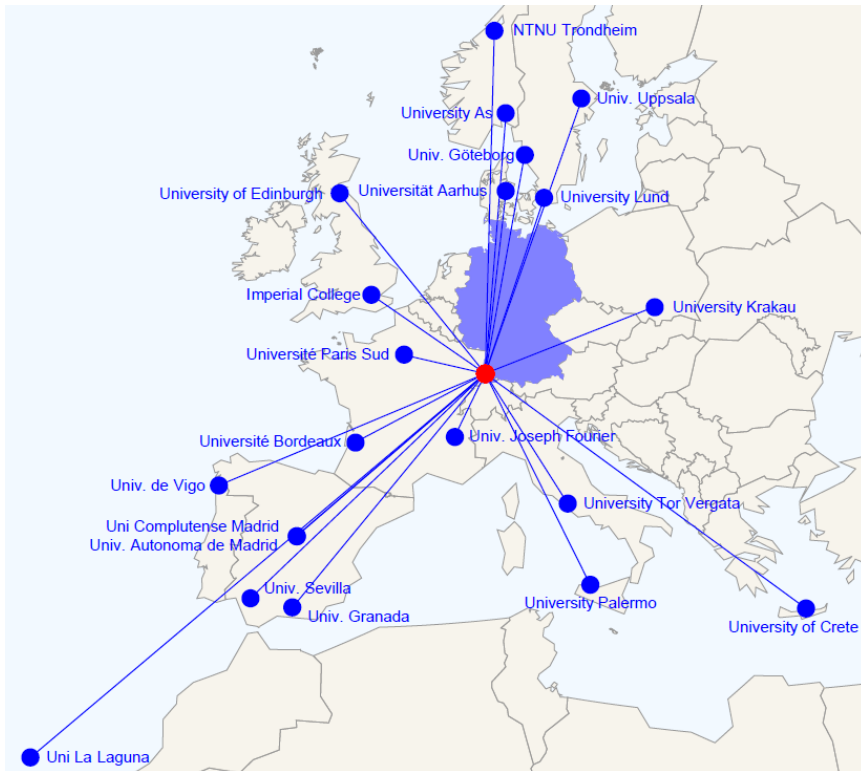 NTNU Trondheim
Univ. Uppsala
University As
Univ. Göteborg
University of Edinburgh
Universität Aarhus
University Lund
Imperial College
University Krakau
Université Paris Sud
Université Bordeaux
Univ. Joseph Fourier
Univ. de Vigo
University Tor Vergata
Uni Complutense Madrid
Univ. Autonoma de Madrid
Univ. Sevilla
University Palermo
Univ. Granada
University of Crete
Uni La Laguna